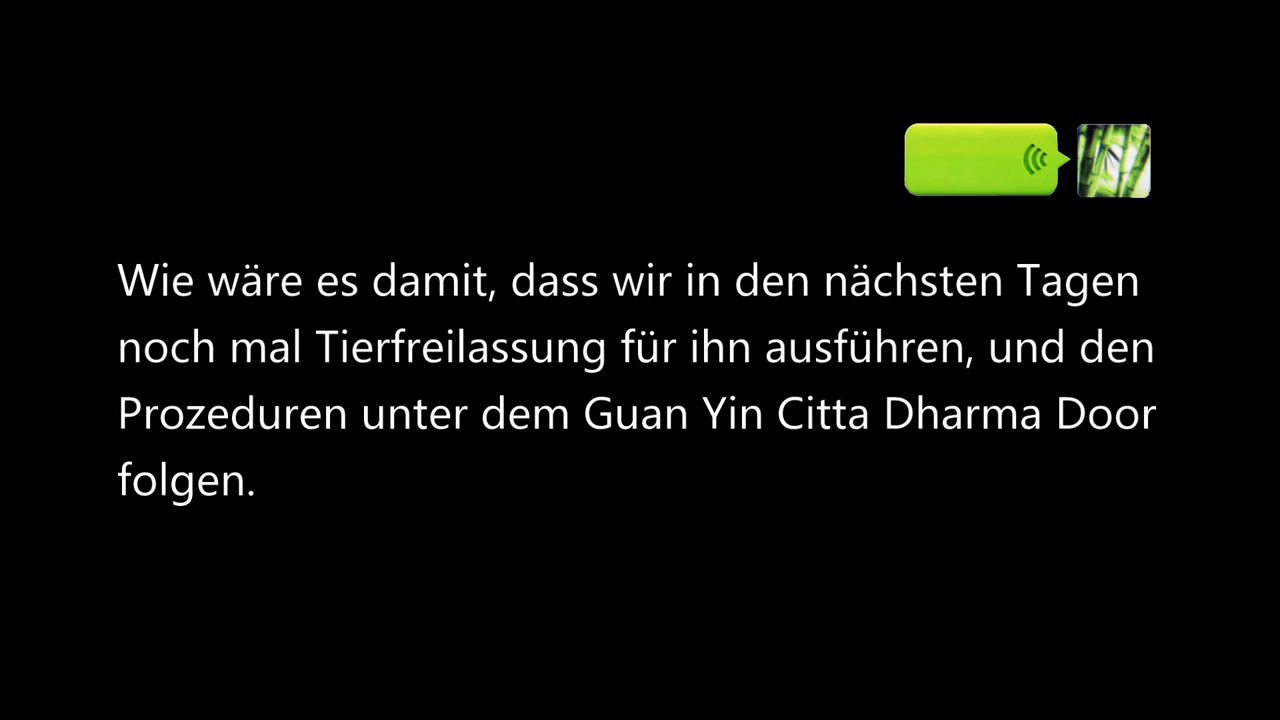 Wie wäre es damit, dass wir in den nächsten Tagen
noch mal Tierfreilassung für ihn ausführen, und den
Prozeduren unter dem Guan Yin Citta Dharma Door
folgen.